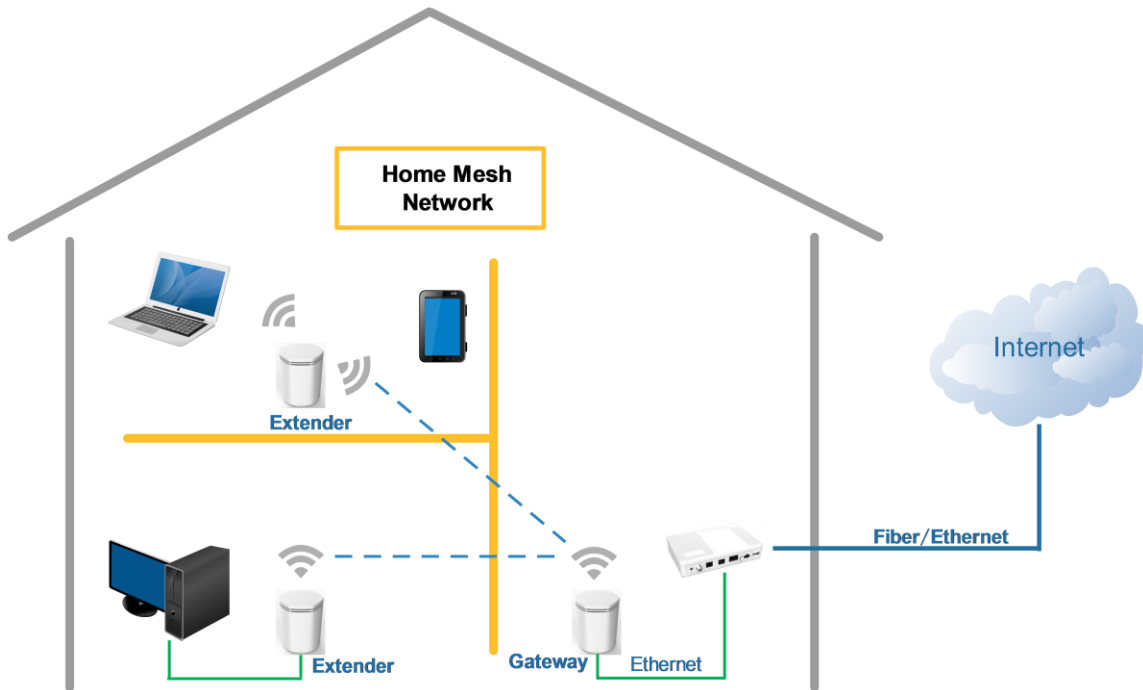 Home Mesh
Network
Internet
Extender
Fiber/Ethernet
Extender
Gateway
Ethernet